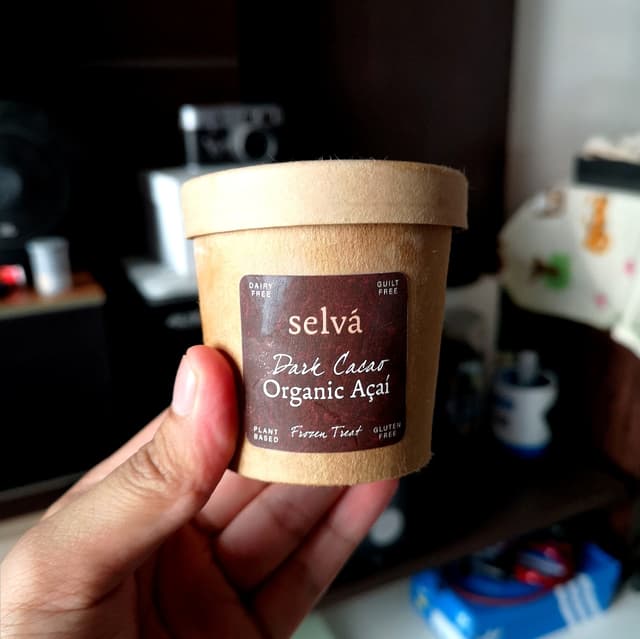 DAIRY
FREE
GUILT
FREE
selvá
Dark Cacao
Organic Açaí
PLANT
BASED
Frozen Treat
GLUTEN
FREE